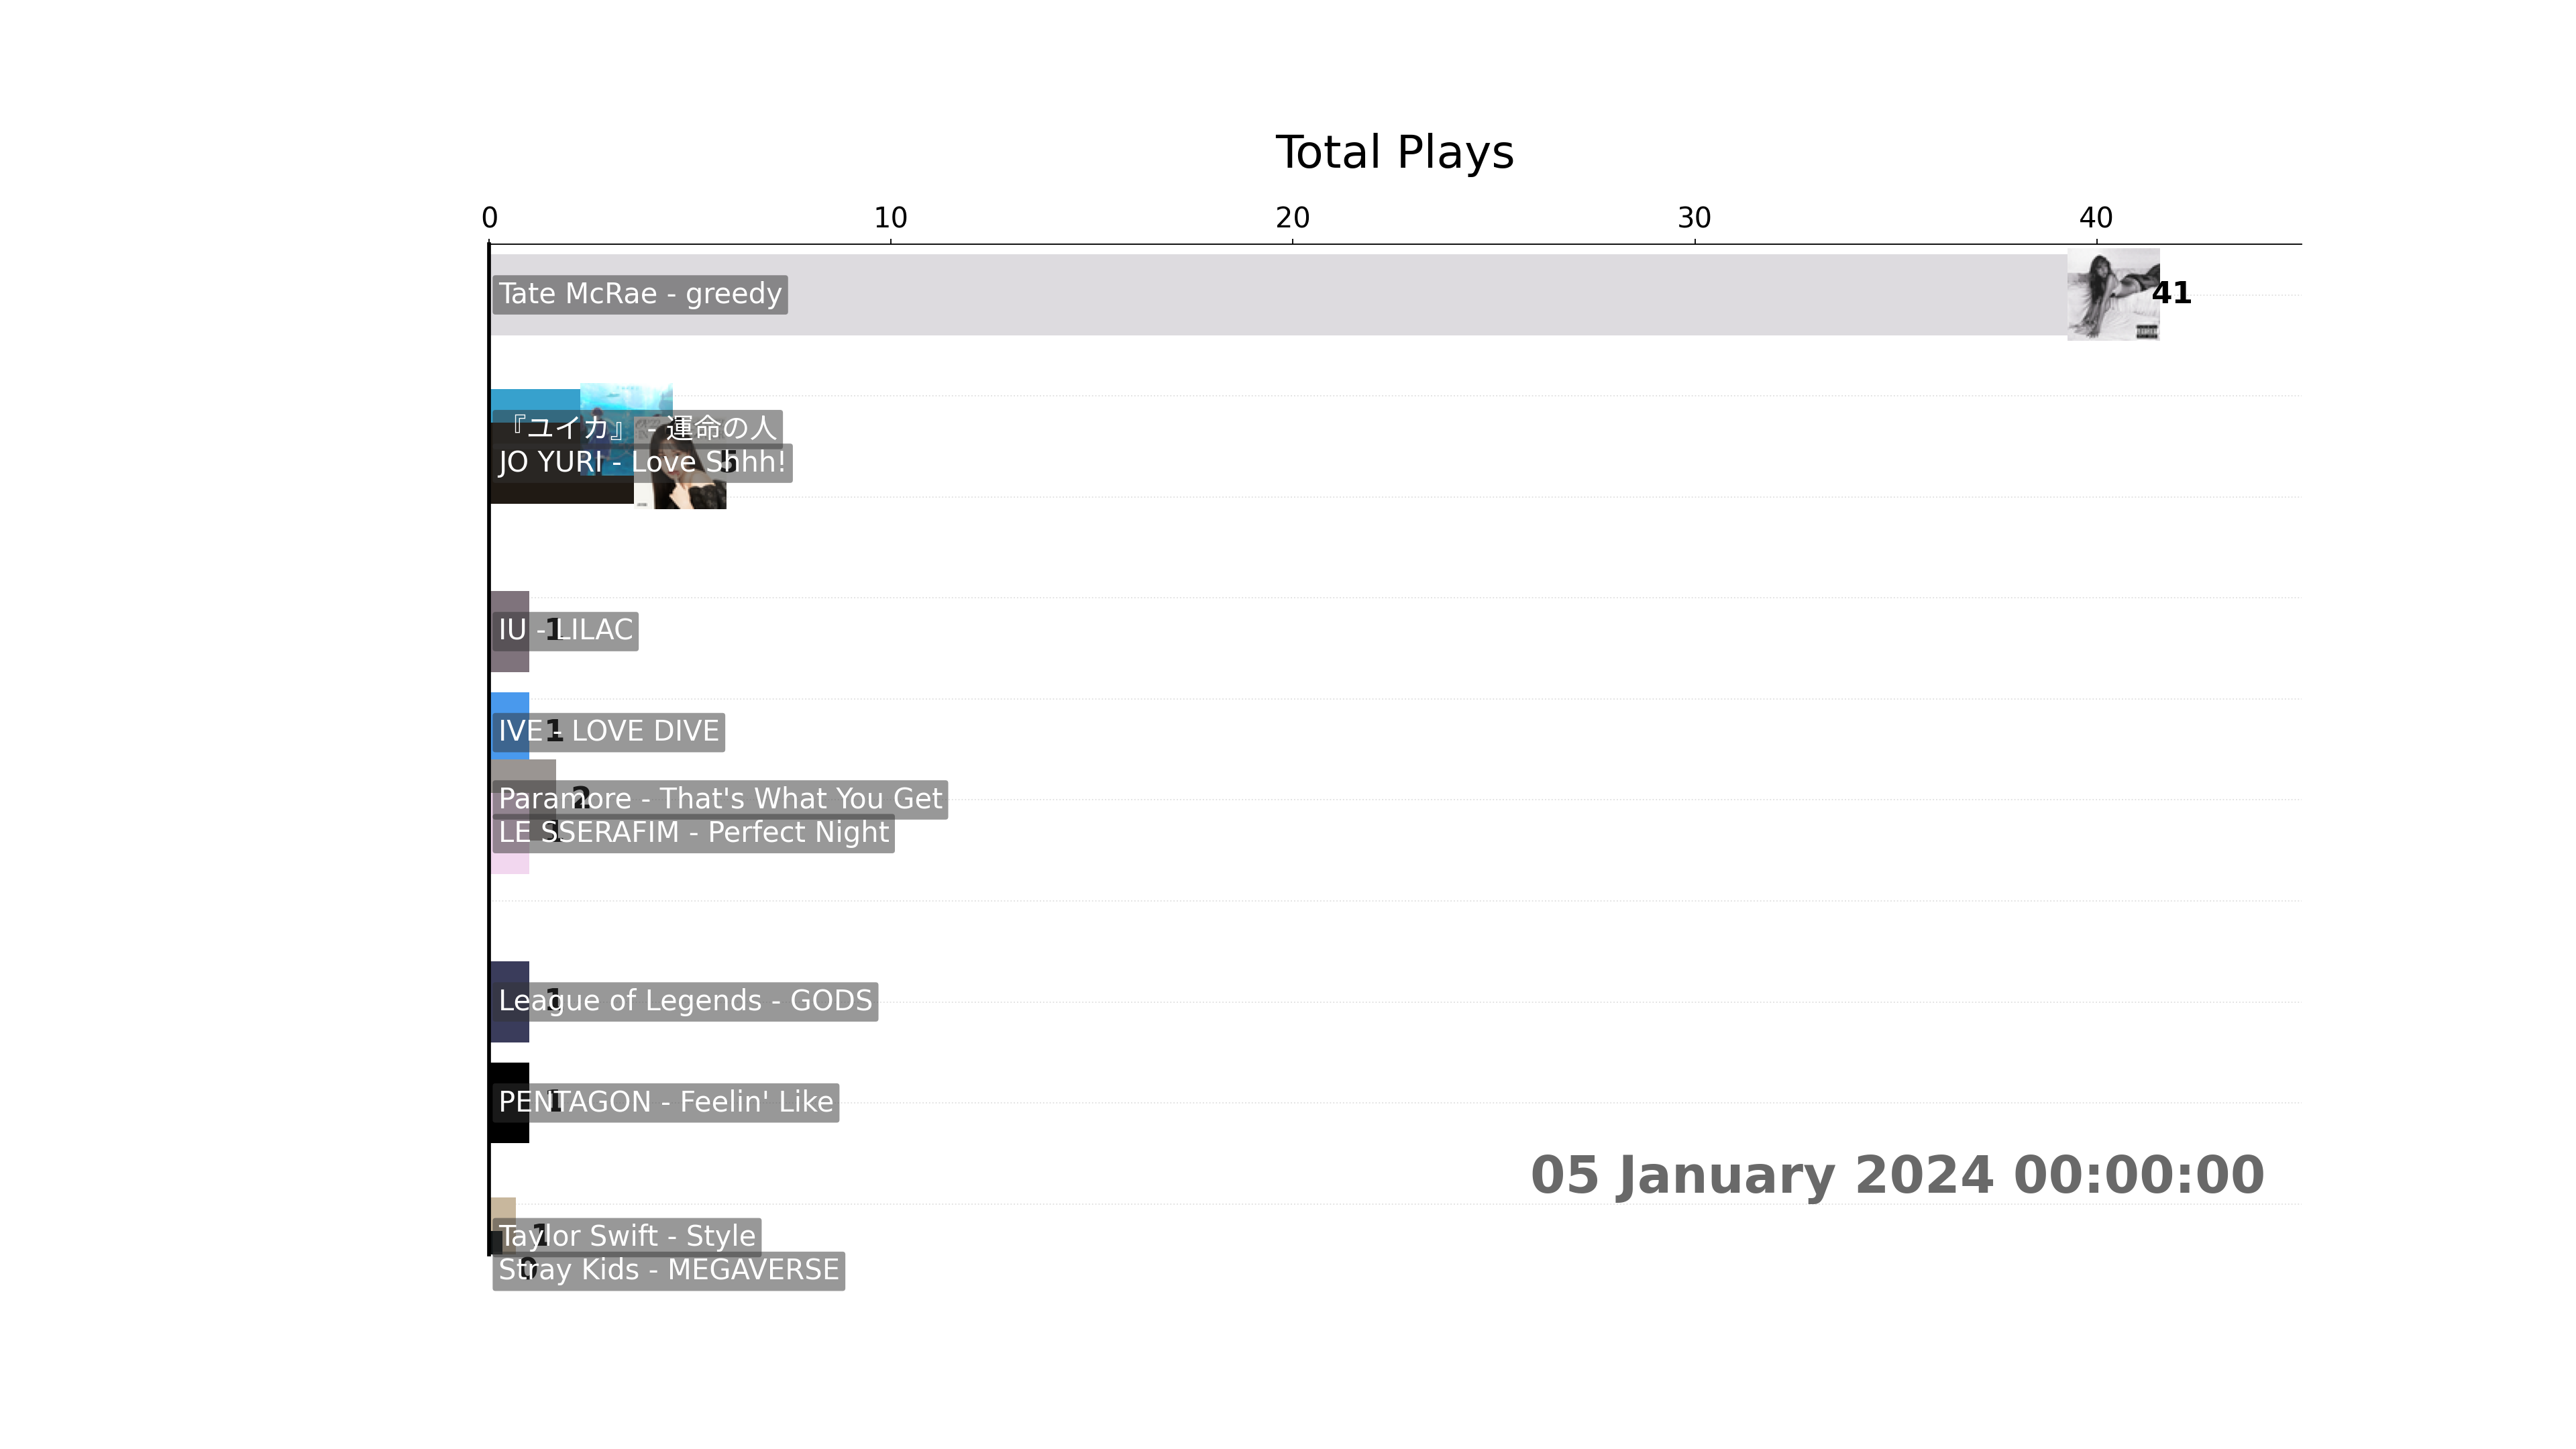 Total Plays
0 10 20 30 40
Tate McRae - greedy 41
『ユイカ』 - 運命の人
JO YURI - Love Shhh! 5
IU - LILAC 1
IVE - LOVE DIVE 1
Paramore - That's What You Get 2
LE SSERAFIM - Perfect Night 1
League of Legends - GODS 1
PENTAGON - Feelin' Like 1
05 January 2024 00:00:00
Taylor Swift - Style 1
Stray Kids - MEGAVERSE 0